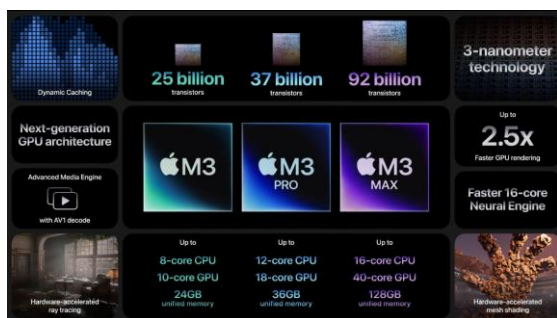 Dynamic Caching
25 billion
transistors
37 billion
transistors
92 billion
transistors
3-nanometer
technology
Next-generation
GPU architecture
M3
M3
PRO
M3
MAX
Up to
2.5x
Faster GPU rendering
Advanced Media Engine
with AV1 decode
Faster 16-core
Neural Engine
Hardware-accelerated
ray tracing
Up to
8-core CPU
10-core GPU
24GB
unified memory
Up to
12-core CPU
18-core GPU
36GB
unified memory
Up to
16-core CPU
40-core GPU
128GB
unified memory
Hardware-accelerated
mesh shading